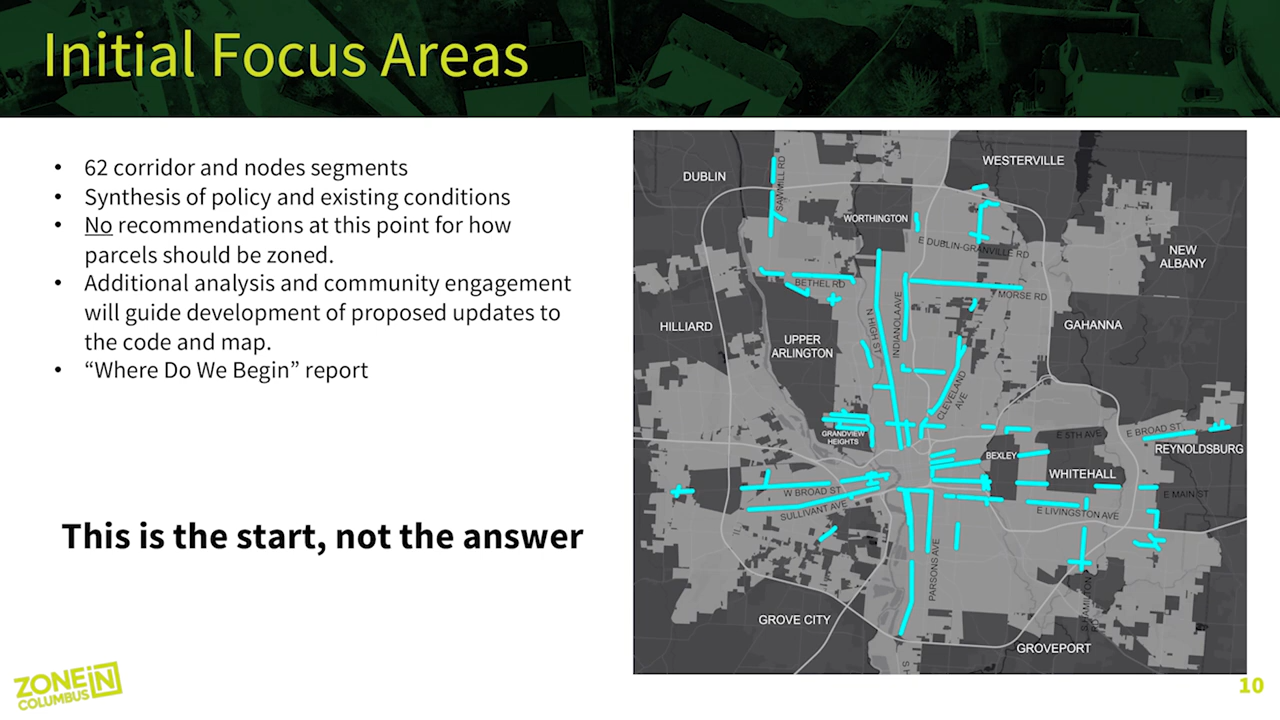 Initial Focus Areas
• 62 corridor and nodes segments
• Synthesis of policy and existing conditions
• No recommendations at this point for how
parcels should be zoned.
• Additional analysis and community engagement
will guide development of proposed updates to
the code and map.
• “Where Do We Begin” report
This is the start, not the answer
WESTERVILLE
DUBLIN
SAWMILL RD
WORTHINGTON
E DUBLIN-GRANVILLE RD
NEW
ALBANY
BETHEL RD
MORSE RD
N HIGH ST
INDIANOLA AVE
HILLIARD
GAHANNA
UPPER
ARLINGTON
CLEVELAND
AVE
GRANDVIEW
HEIGHTS
E 5TH AVE
E BROAD ST
REYNOLDSBURG
BEXLEY
WHITEHALL
W BROAD ST
E MAIN ST
SULLIVANT AVE
E LIVINGSTON AVE
PARSONS AVE
S HAMILTON
RD
GROVE CITY
GROVEPORT
S H
ZONE IN
COLUMBUS
10